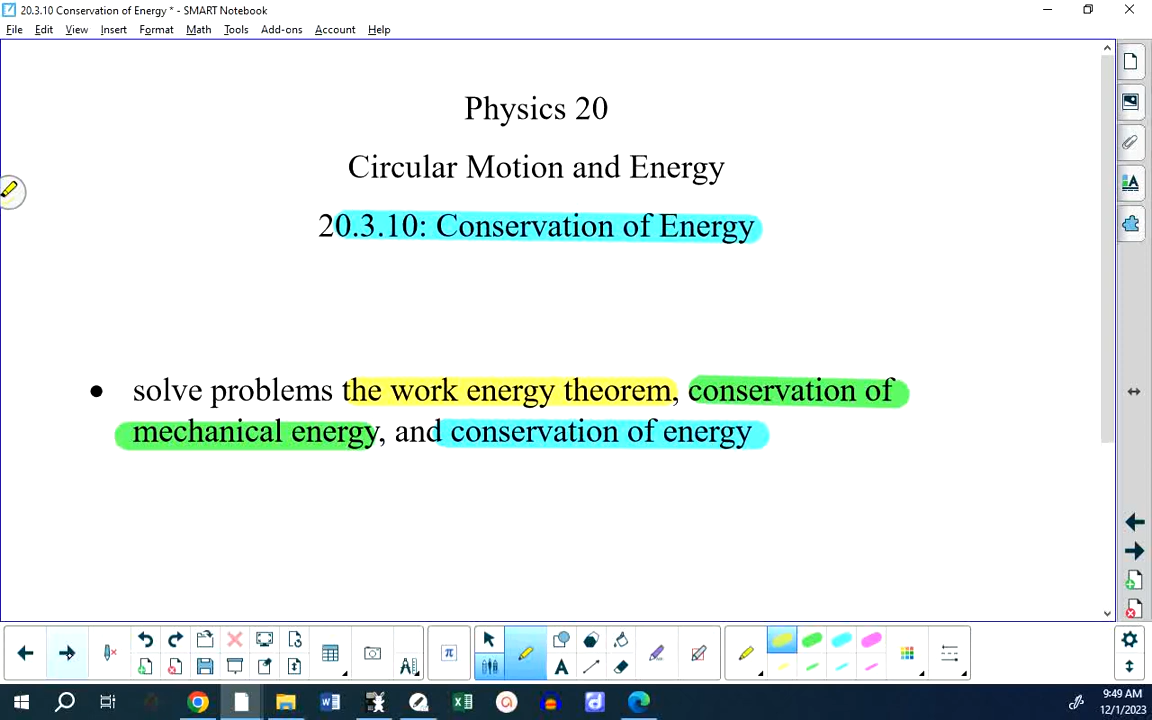 20.3.10 Conservation of Energy * - SMART Notebook
File Edit View Insert Format Math Tools Add-ons Account Help
Physics 20
Circular Motion and Energy
20.3.10: Conservation of Energy
• solve problems the work energy theorem, conservation of
mechanical energy, and conservation of energy
9:49 AM
12/1/2023